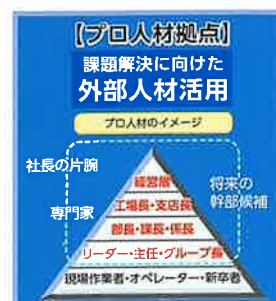 【プロ人材拠点】
課題解決に向けた
外部人材活用
プロ人材のイメージ
社長の片腕
専門家
将来の
幹部候補
経営層
工場長・支店長
部長・課長・係長
リーダー・主任・グループ長
現場作業者・オペレーター・新卒者